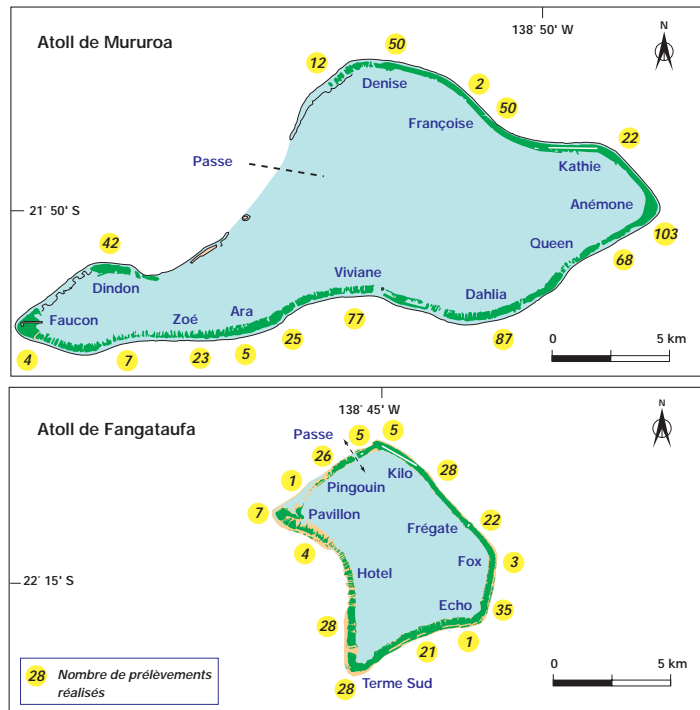 138° 50' W
Atoll de Mururoa
N
50
12
Denise
2
50
Françoise
22
Kathie
Passe
Anémone
21° 50' S
103
42
Queen
68
Dindon
Viviane
Dahlia
Faucon
Zoé
Ara
77
25
87
4
7
23
5
0
5 km
138° 45' W
Atoll de Fangataufa
N
Passe
5
5
26
Kilo
28
1
Pingouin
7
Pavillon
22
Frégate
4
Fox
3
Hotel
22° 15' S
Echo
35
28
21
1
28
Terme Sud
28
Nombre de prélèvements
réalisés
0
5 km